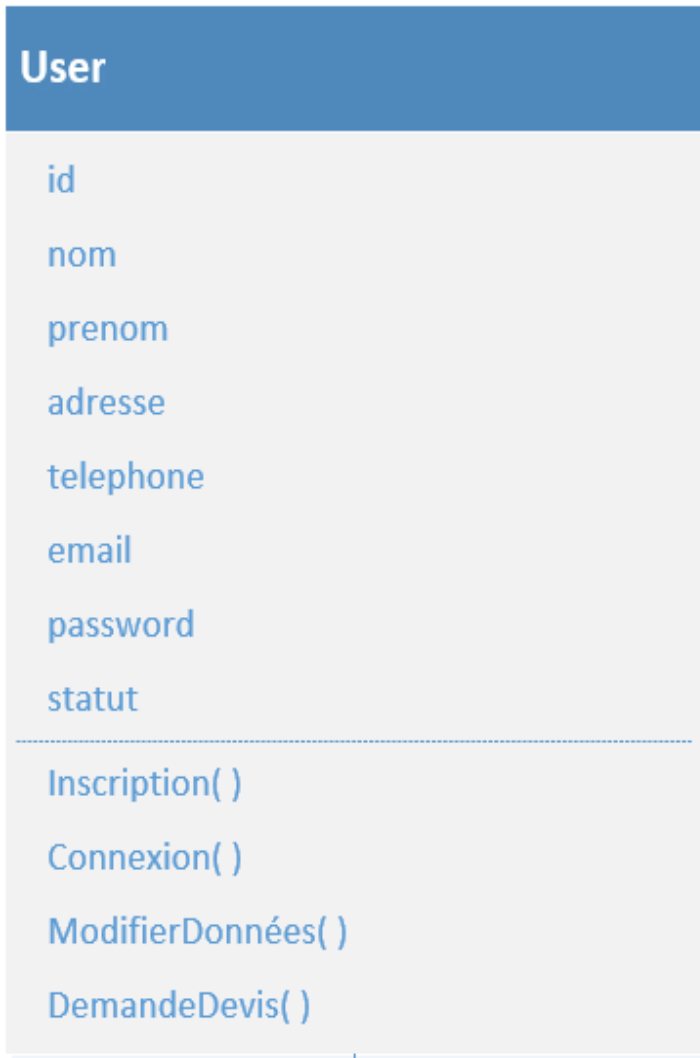 User
id
nom
prenom
adresse
telephone
email
password
statut
Inscription( )
Connexion( )
ModifierDonnées( )
DemandeDevis( )